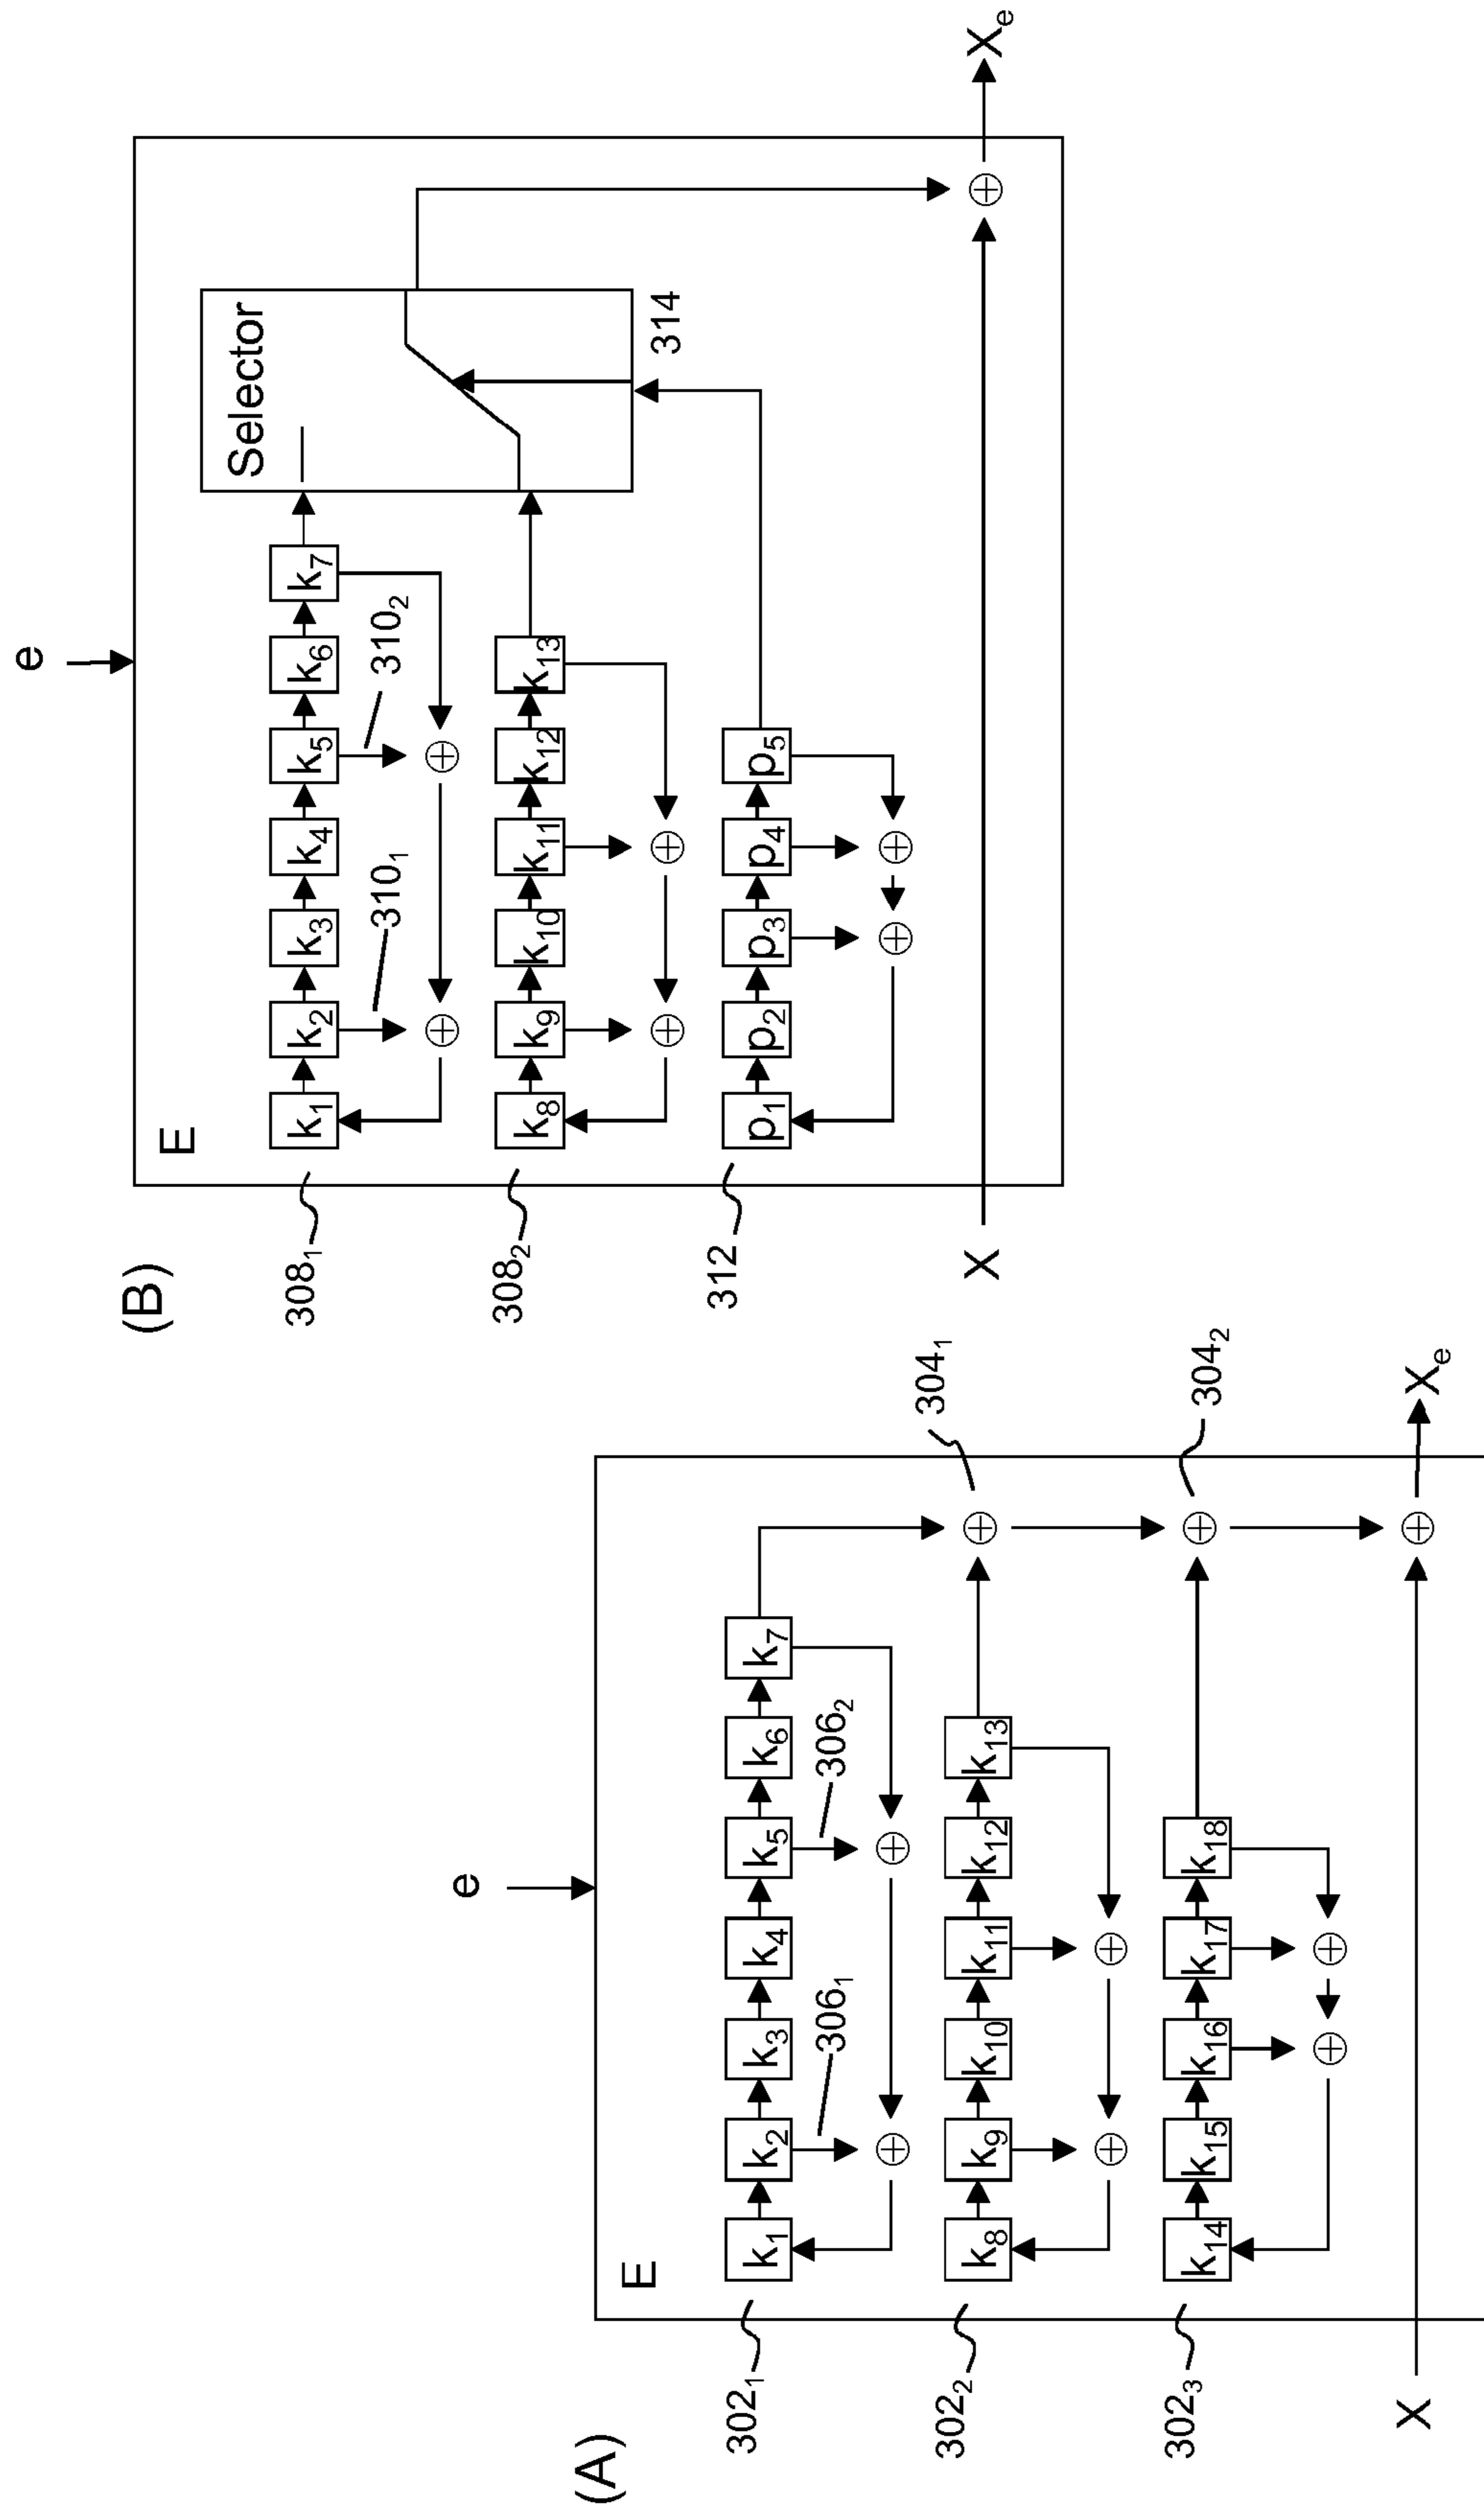 (A)
e
E
302₁
k₁ k₂ k₃ k₄ k₅ k₆ k₇
306₁ 306₂
304₁
302₂
k₈ k₉ k₁₀ k₁₁ k₁₂ k₁₃
304₂
302₃
k₁₄ k₁₅ k₁₆ k₁₇ k₁₈
X
Xₑ
(B)
e
E
Selector
308₁
k₁ k₂ k₃ k₄ k₅ k₆ k₇
310₁ 310₂
308₂
k₈ k₉ k₁₀ k₁₁ k₁₂ k₁₃
314
312
p₁ p₂ p₃ p₄ p₅
X
Xₑ